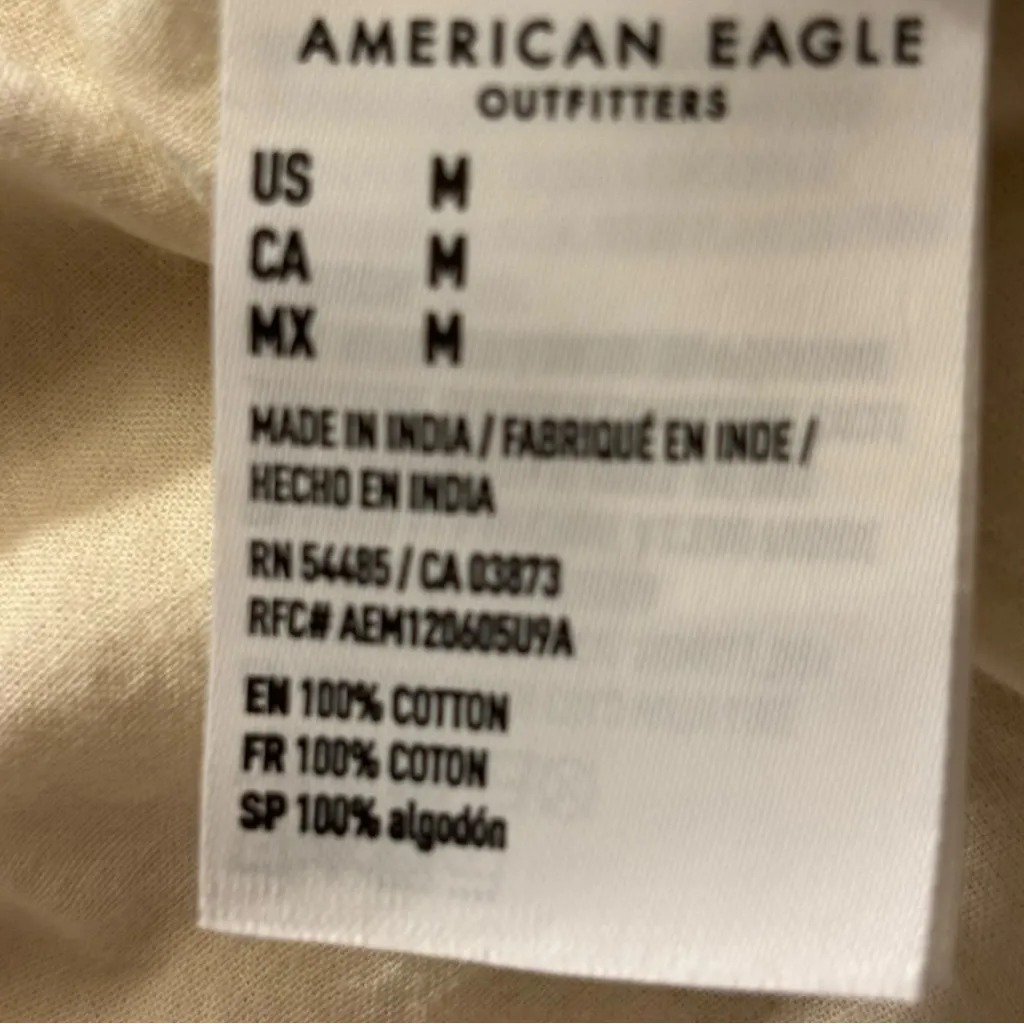 AMERICAN EAGLE
OUTFITTERS
US M
CA M
MX M
MADE IN INDIA / FABRIQUÉ EN INDE /
HECHO EN INDIA
RN 54485 / CA 03873
RFC# AEM120605U9A
EN 100% COTTON
FR 100% COTON
SP 100% algodón